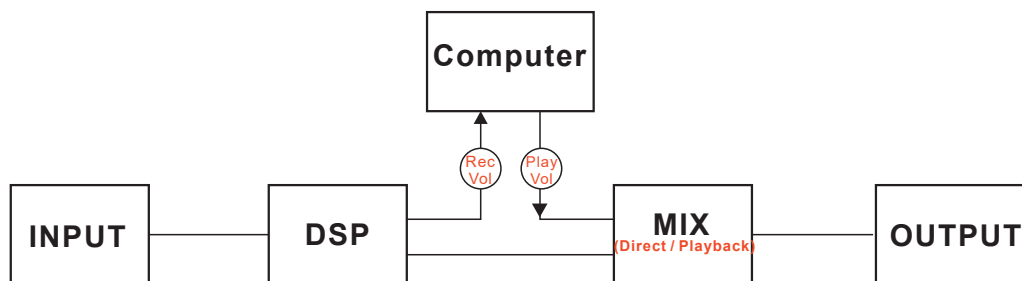 Computer
Rec
Vol
Play
Vol
INPUT
DSP
MIX
(Direct / Playback)
OUTPUT